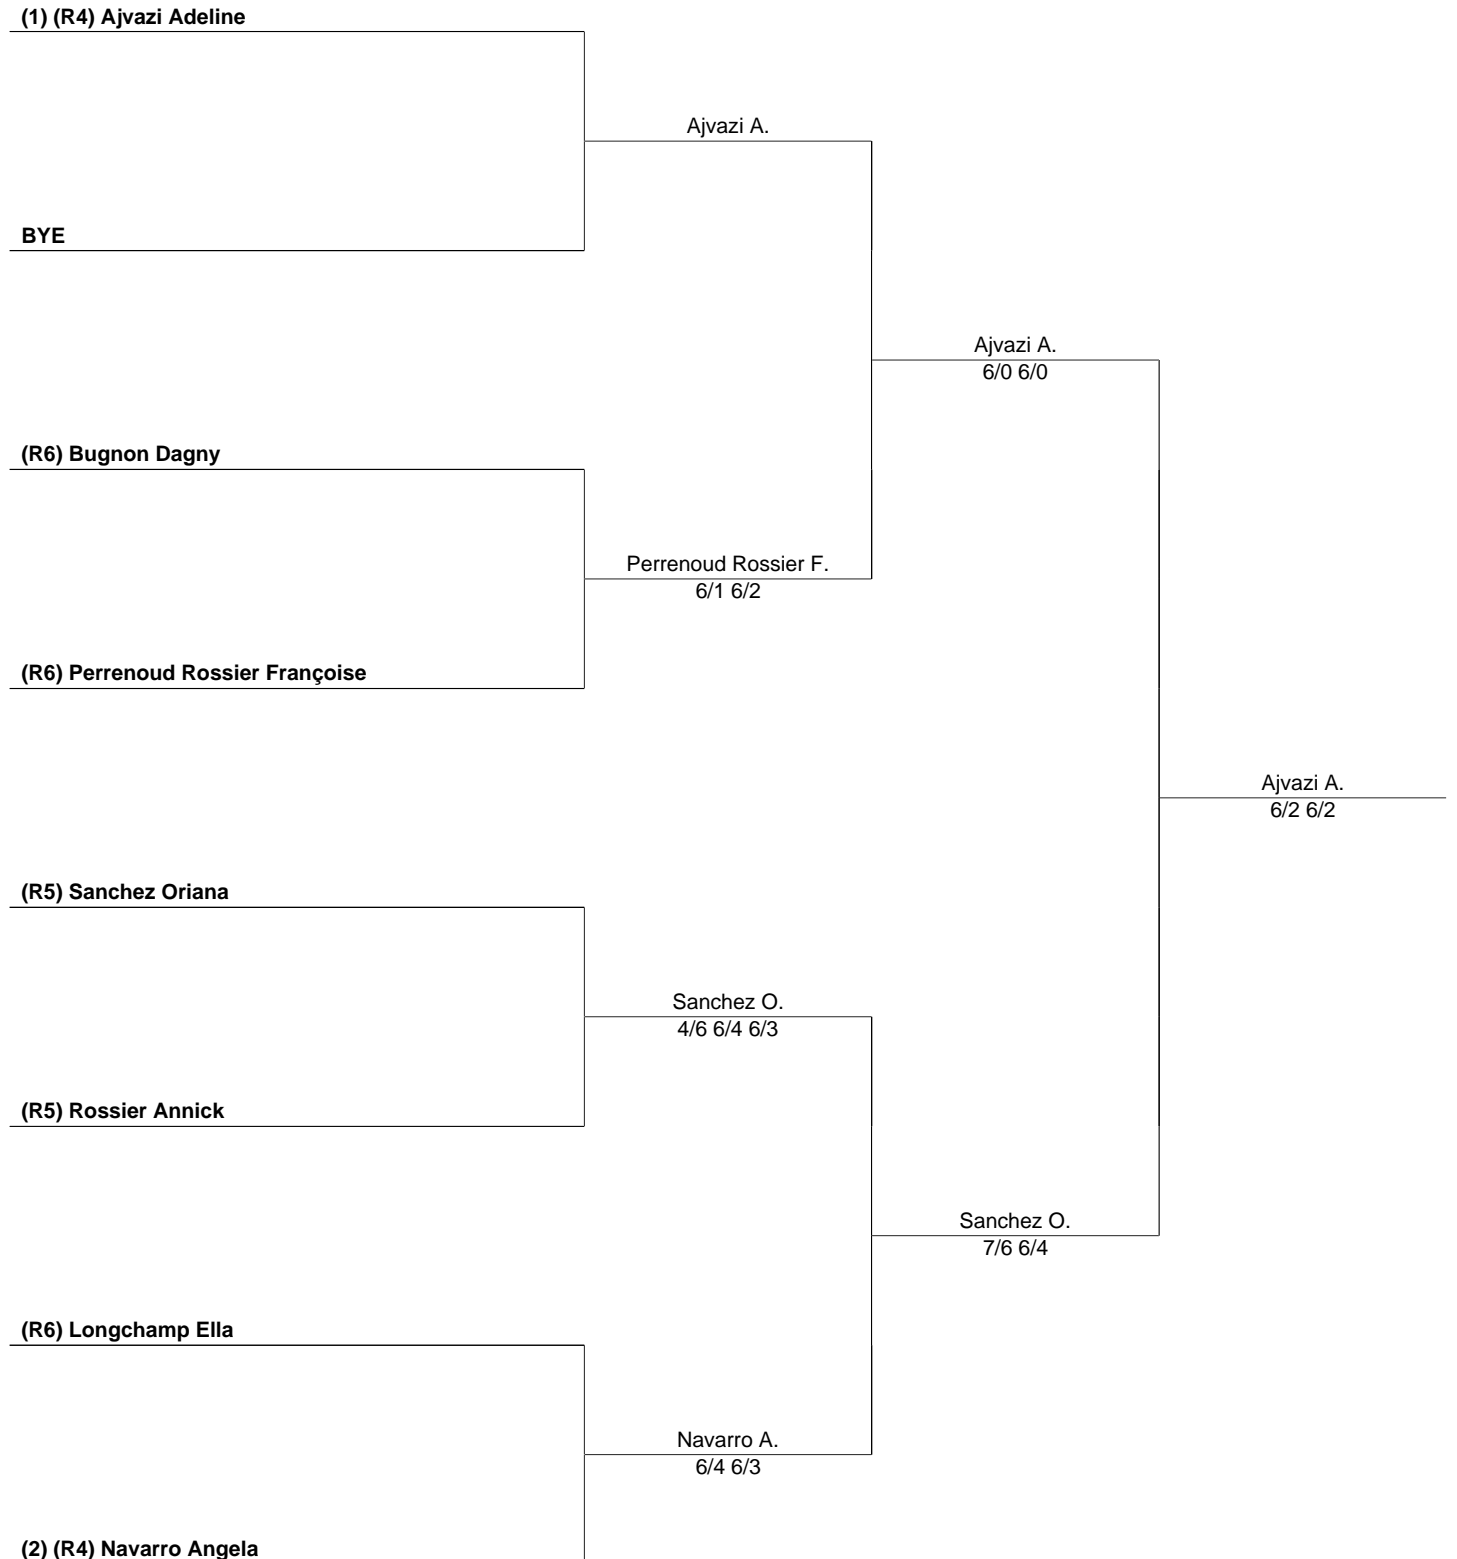 (1) (R4) Ajvazi Adeline
Ajvazi A.
BYE
Ajvazi A.
6/0 6/0
(R6) Bugnon Dagny
Perrenoud Rossier F.
6/1 6/2
(R6) Perrenoud Rossier Françoise
Ajvazi A.
6/2 6/2
(R5) Sanchez Oriana
Sanchez O.
4/6 6/4 6/3
(R5) Rossier Annick
Sanchez O.
7/6 6/4
(R6) Longchamp Ella
Navarro A.
6/4 6/3
(2) (R4) Navarro Angela